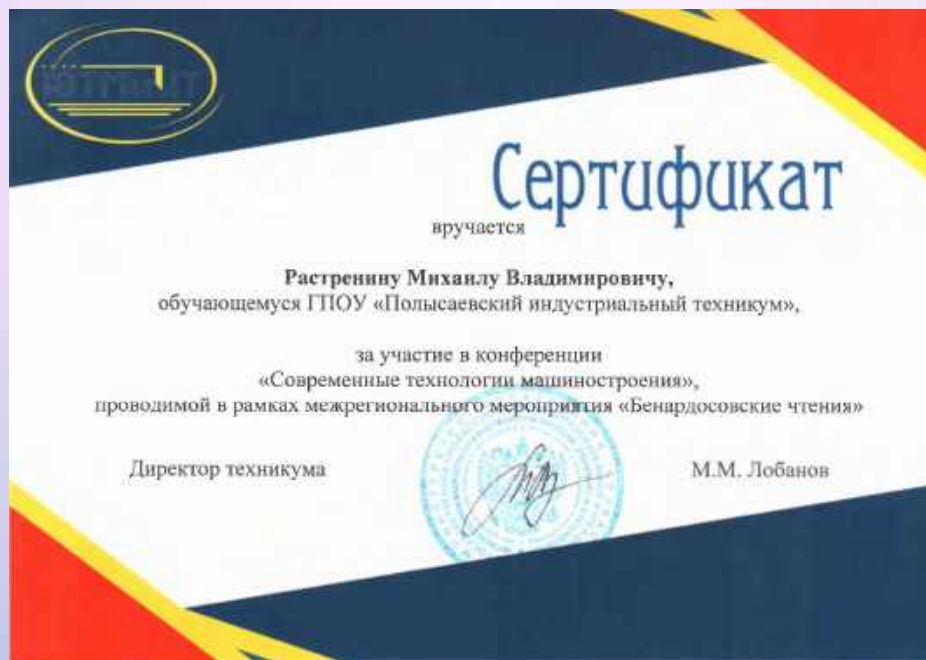 Сертификат
вручается
Растренину Михаилу Владимировичу,
обучающемуся ГПОУ «Полысаевский индустриальный техникум»,
за участие в конференции
«Современные технологии машиностроения»,
проводимой в рамках межрегионального мероприятия «Бенардосовские чтения»
Директор техникума
М.М. Лобанов